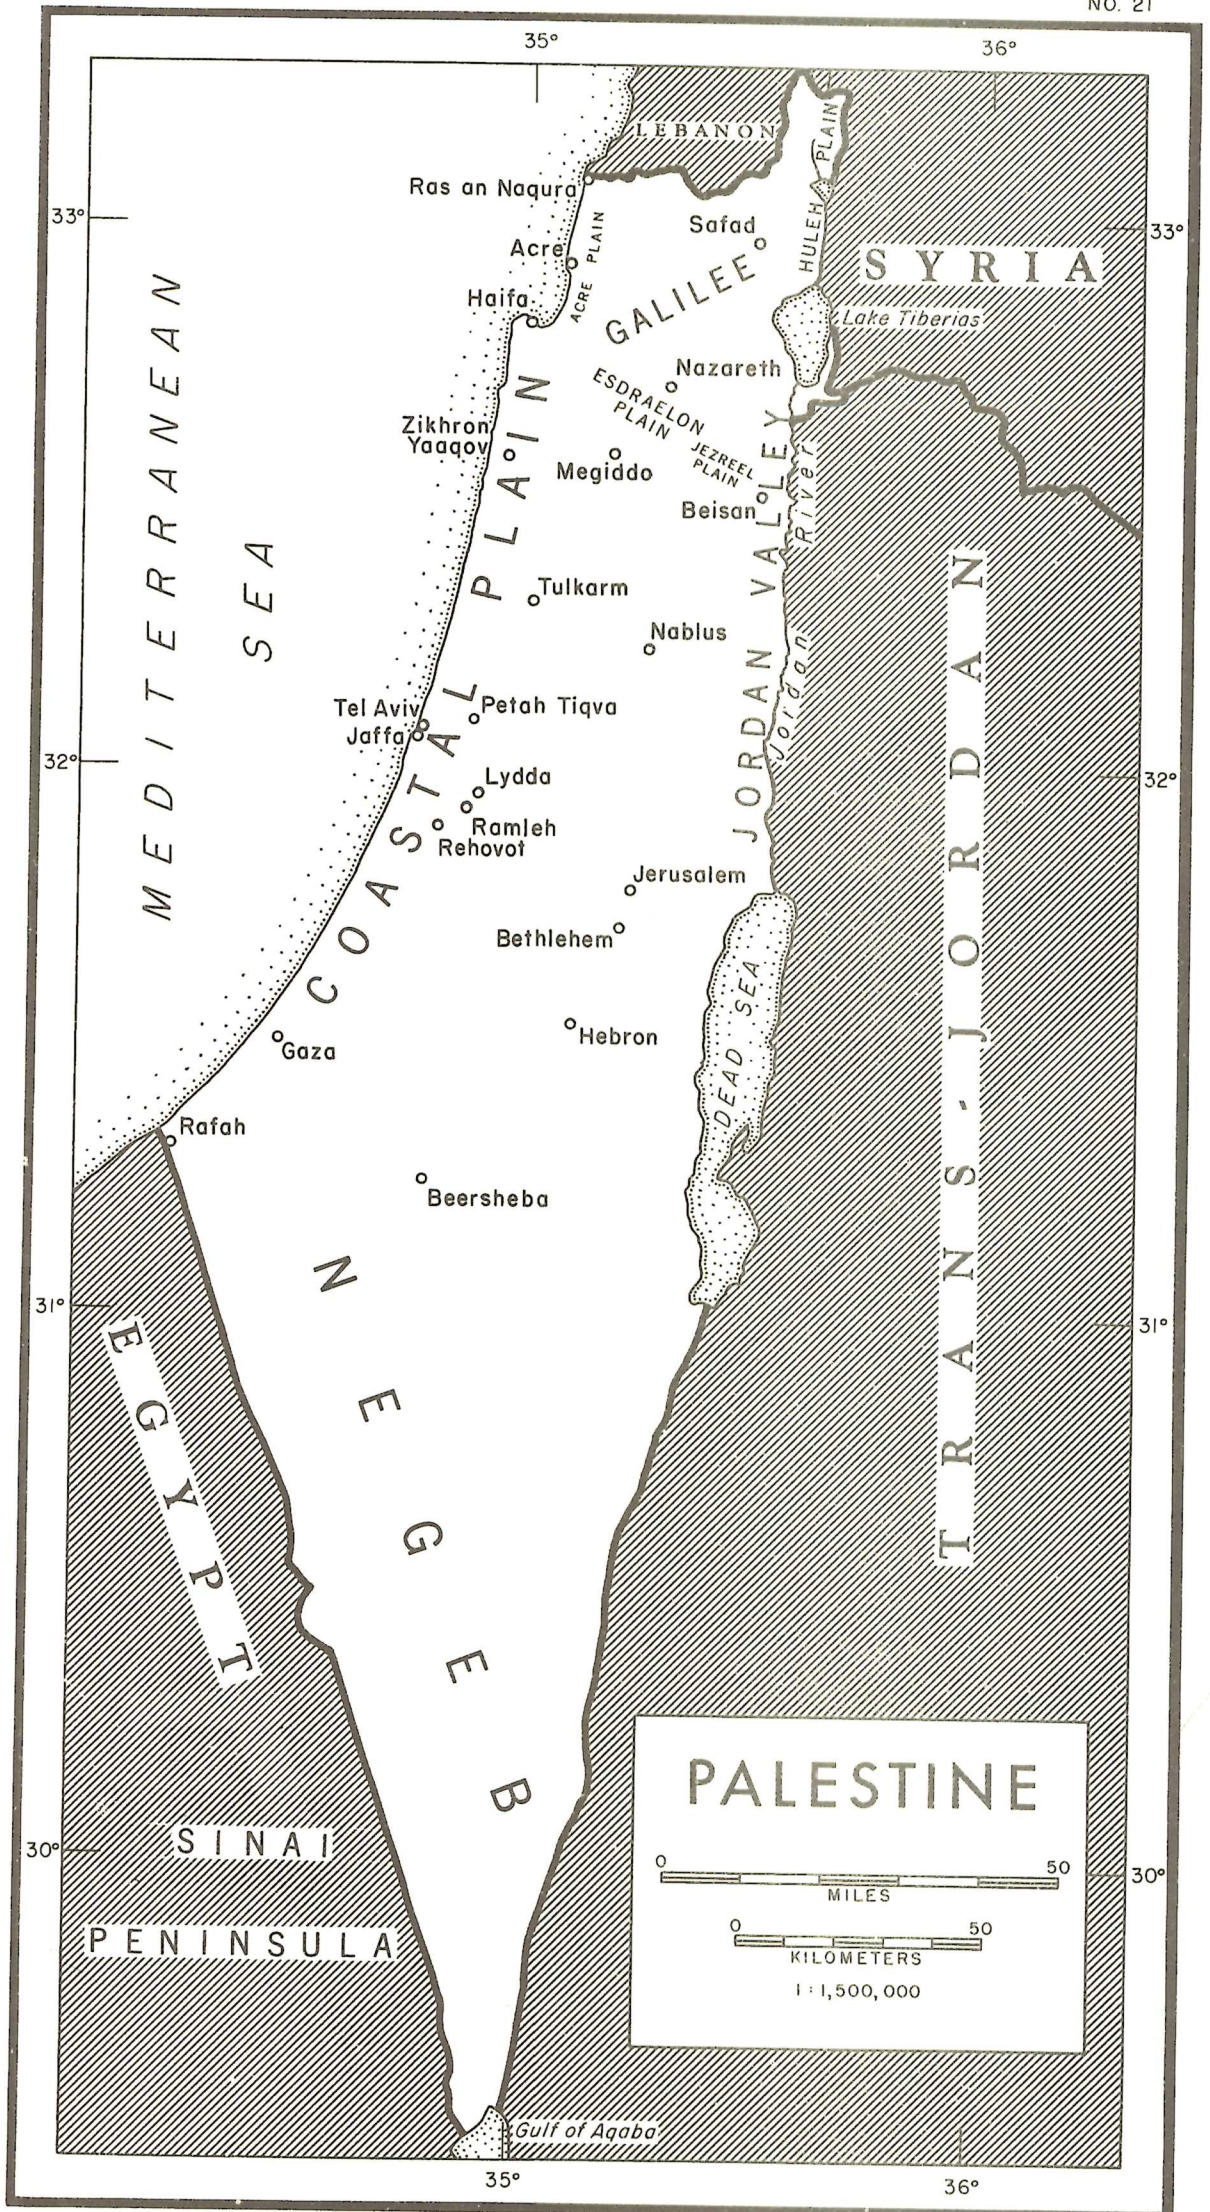 NO. 21
35°
36°
LEBANON
HULEH PLAIN
Ras an Naqura
33°
33°
Safad
Acre
ACRE PLAIN
SYRIA
GALILEE
Haifa
Lake Tiberias
MEDITERRANEAN
SEA
Nazareth
ESDRAELON
PLAIN
Zikhron
Yaaqov
JEZREEL
PLAIN
Megiddo
Beisan
COASTAL PLAIN
JORDAN VALLEY
Jordan River
Tulkarm
Nablus
TRANS-JORDAN
Tel Aviv
Petah Tiqva
Jaffa
32°
32°
Lydda
Ramleh
Rehovot
Jerusalem
Bethlehem
DEAD SEA
Hebron
Gaza
Rafah
Beersheba
NEGEB
31°
31°
EGYPT
PALESTINE
0 50
MILES
0 50
KILOMETERS
1:1,500,000
30°
30°
SINAI
PENINSULA
Gulf of Aqaba
35°
36°